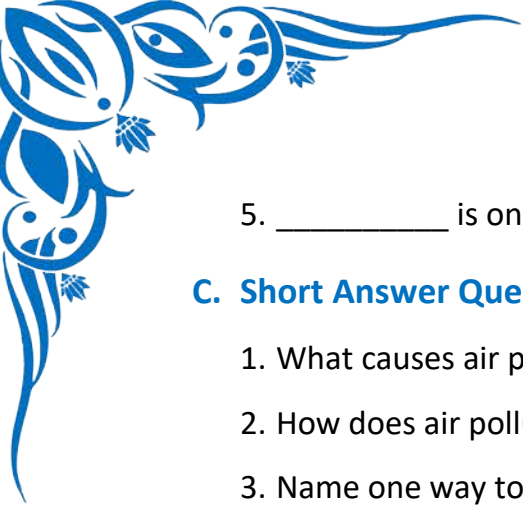 5. __________ is on
C. Short Answer Que
1. What causes air p
2. How does air pollu
3. Name one way to